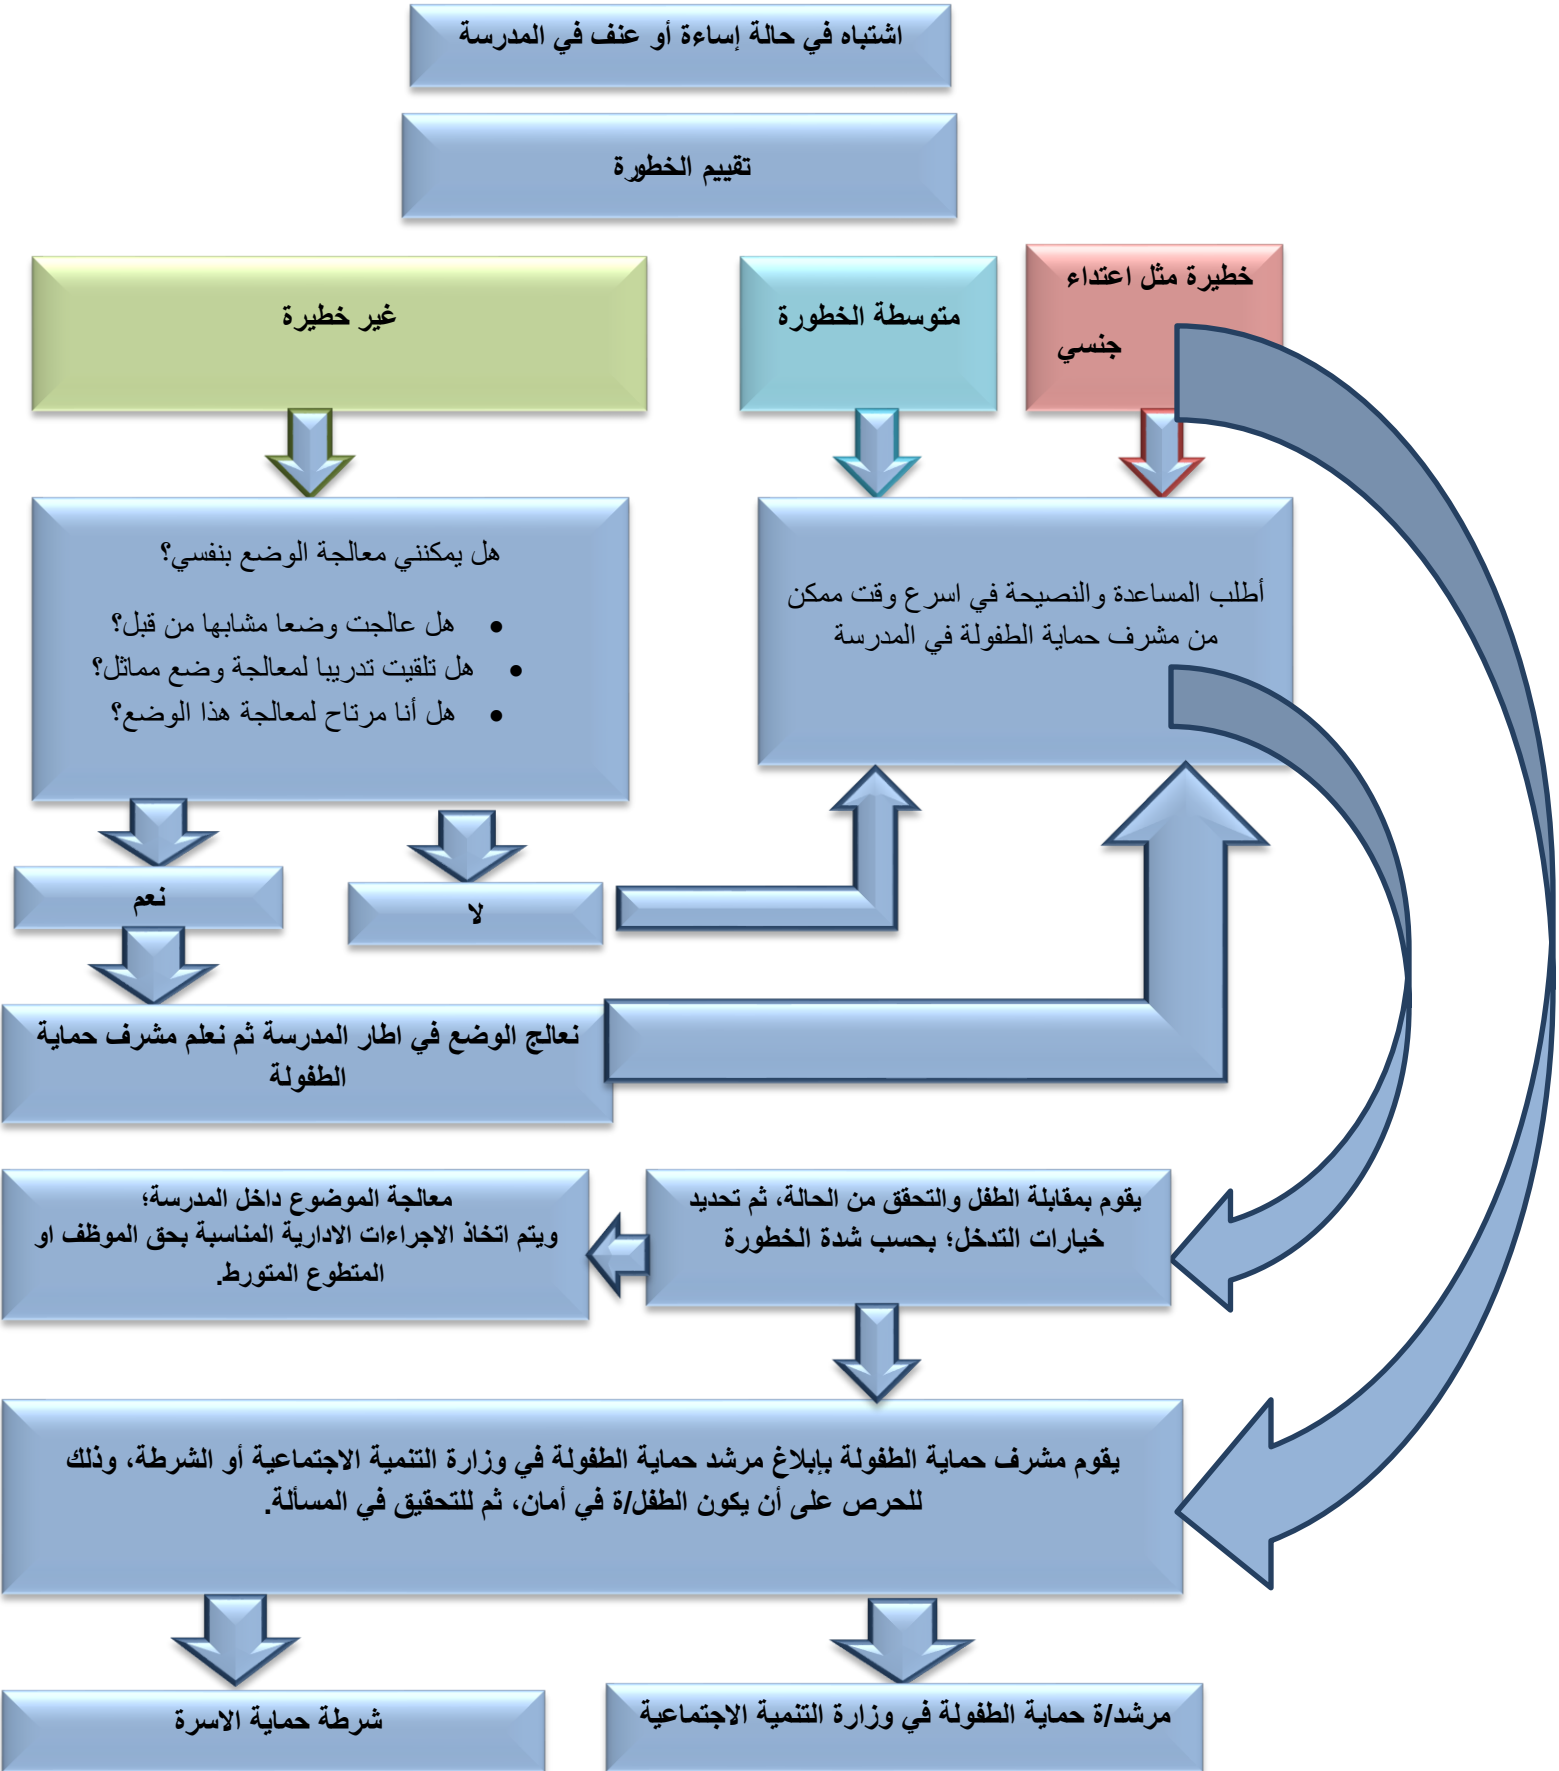 اشتباه في حالة إساءة أو عنف في المدرسة
تقييم الخطورة
خطيرة مثل اعتداء
جنسي
متوسطة الخطورة
غير خطيرة
أطلب المساعدة والنصيحة في اسرع وقت ممكن
من مشرف حماية الطفولة في المدرسة
هل يمكنني معالجة الوضع بنفسي؟
• هل عالجت وضعا مشابها من قبل؟
• هل تلقيت تدريبا لمعالجة وضع مماثل؟
• هل أنا مرتاح لمعالجة هذا الوضع؟
لا
نعم
نعالج الوضع في اطار المدرسة ثم نعلم مشرف حماية
الطفولة
يقوم بمقابلة الطفل والتحقق من الحالة، ثم تحديد
خيارات التدخل؛ بحسب شدة الخطورة
معالجة الموضوع داخل المدرسة؛
ويتم اتخاذ الاجراءات الادارية المناسبة بحق الموظف او
المتطوع المتورط.
يقوم مشرف حماية الطفولة بإبلاغ مرشد حماية الطفولة في وزارة التنمية الاجتماعية أو الشرطة، وذلك
للحرص على أن يكون الطفل/ة في أمان، ثم للتحقيق في المسألة.
مرشد/ة حماية الطفولة في وزارة التنمية الاجتماعية
شرطة حماية الاسرة